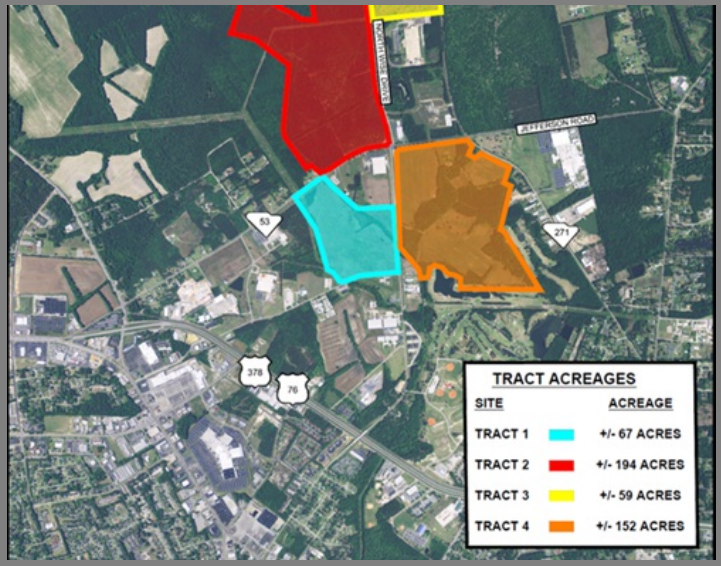 NORTH WISE DRIVE
JEFFERSON ROAD
53
271
378
76
TRACT ACREAGES
SITE ACREAGE
TRACT 1 +/- 67 ACRES
TRACT 2 +/- 194 ACRES
TRACT 3 +/- 59 ACRES
TRACT 4 +/- 152 ACRES